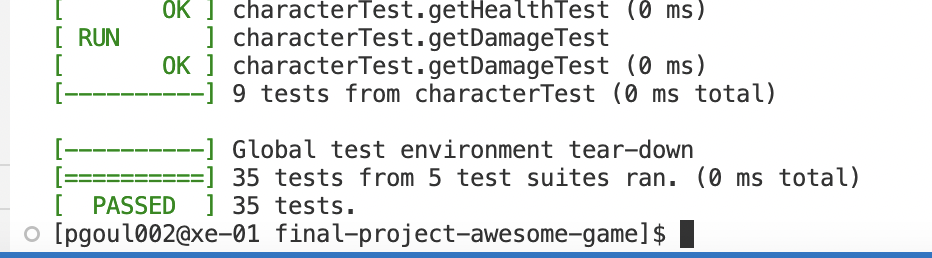 [       OK ] characterTest.getHealthTest (0 ms)
[ RUN      ] characterTest.getDamageTest
[       OK ] characterTest.getDamageTest (0 ms)
[----------] 9 tests from characterTest (0 ms total)
[----------] Global test environment tear-down
[==========] 35 tests from 5 test suites ran. (0 ms total)
[  PASSED  ] 35 tests.
[pgoul002@xe-01 final-project-awesome-game]$